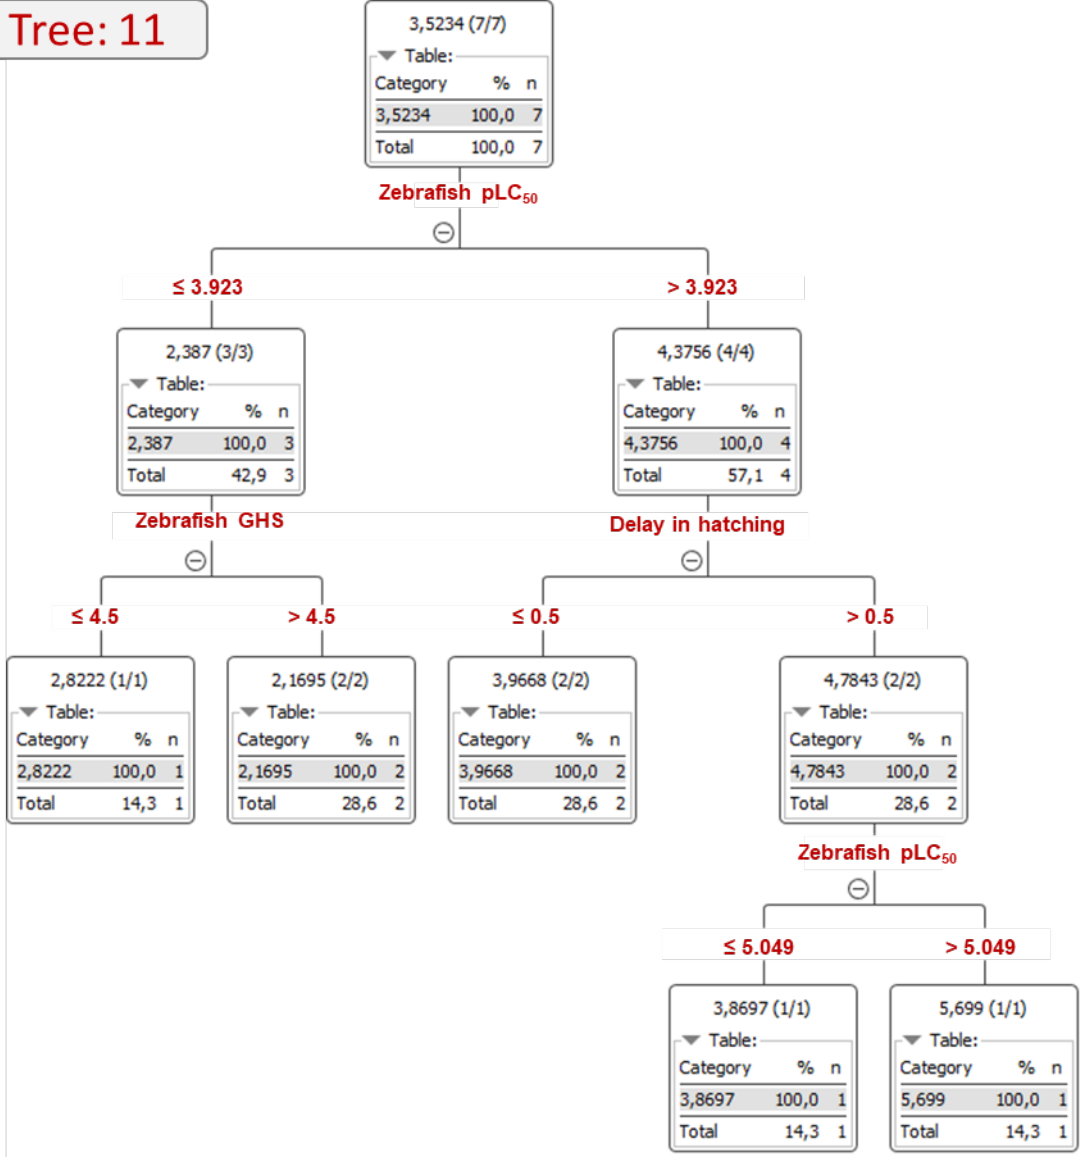 Tree: 11
3,5234 (7/7)
Table:
Category % n
3,5234 100,0 7
Total 100,0 7
Zebrafish pLC₅₀
≤ 3.923
> 3.923
2,387 (3/3)
Table:
Category % n
2,387 100,0 3
Total 42,9 3
4,3756 (4/4)
Table:
Category % n
4,3756 100,0 4
Total 57,1 4
Zebrafish GHS
Delay in hatching
≤ 4.5
> 4.5
≤ 0.5
> 0.5
2,8222 (1/1)
Table:
Category % n
2,8222 100,0 1
Total 14,3 1
2,1695 (2/2)
Table:
Category % n
2,1695 100,0 2
Total 28,6 2
3,9668 (2/2)
Table:
Category % n
3,9668 100,0 2
Total 28,6 2
4,7843 (2/2)
Table:
Category % n
4,7843 100,0 2
Total 28,6 2
Zebrafish pLC₅₀
≤ 5.049
> 5.049
3,8697 (1/1)
Table:
Category % n
3,8697 100,0 1
Total 14,3 1
5,699 (1/1)
Table:
Category % n
5,699 100,0 1
Total 14,3 1